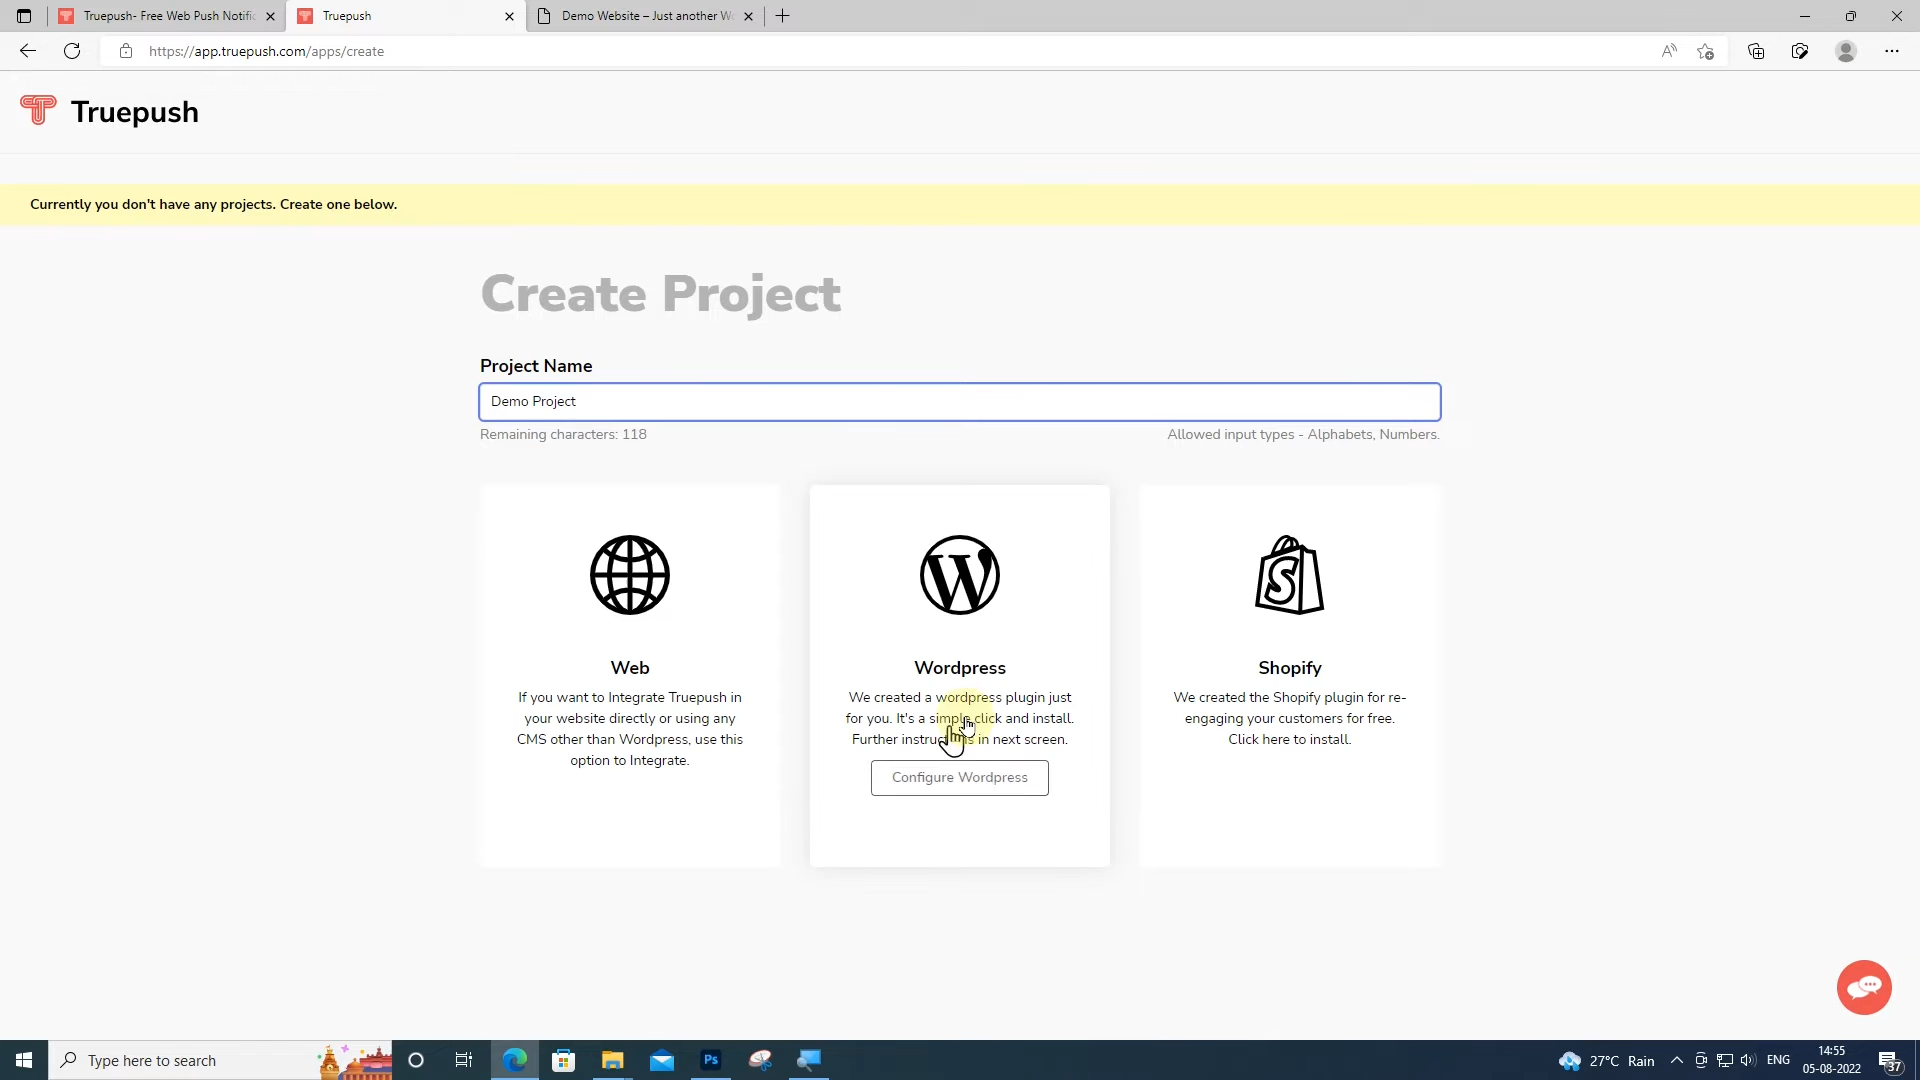 Truepush- Free Web Push Notific
Truepush
Demo Website – Just another W
https://app.truepush.com/apps/create
Truepush
Currently you don't have any projects. Create one below.
Create Project
Project Name
Demo Project
Remaining characters: 118
Allowed input types - Alphabets, Numbers.
Web
If you want to Integrate Truepush in
your website directly or using any
CMS other than Wordpress, use this
option to Integrate.
Wordpress
We created a wordpress plugin just
for you. It's a simple click and install.
Further instructions in next screen.
Configure Wordpress
Shopify
We created the Shopify plugin for re-
engaging your customers for free.
Click here to install.
Type here to search
Ps
27°C Rain
ENG
14:55
05-08-2022
37